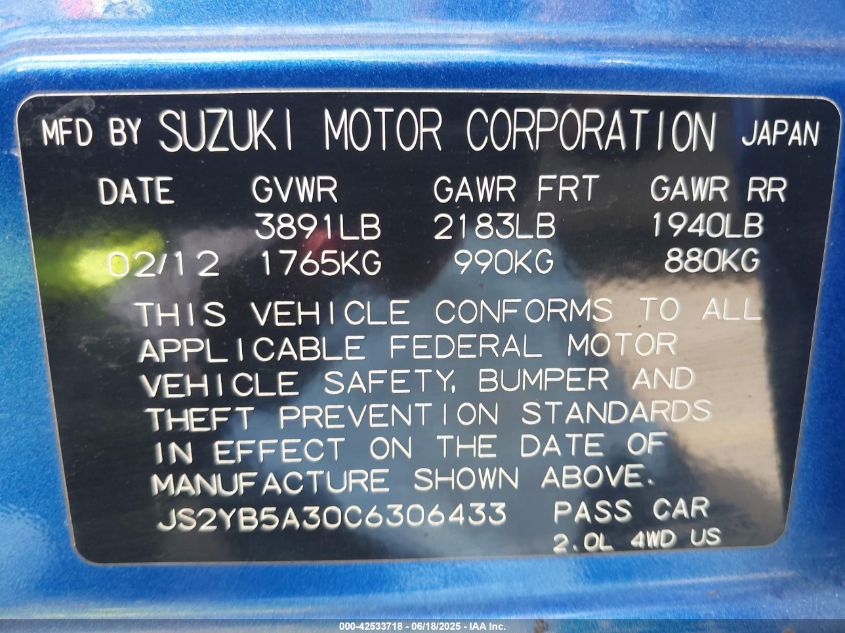 MFD BY SUZUKI MOTOR CORPORATION JAPAN
DATE GVWR GAWR FRT GAWR RR
3891LB 2183LB 1940LB
02/12 1765KG 990KG 880KG
THIS VEHICLE CONFORMS TO ALL
APPLICABLE FEDERAL MOTOR
VEHICLE SAFETY, BUMPER AND
THEFT PREVENTION STANDARDS
IN EFFECT ON THE DATE OF
MANUFACTURE SHOWN ABOVE.
JS2YB5A30C6306433 PASS CAR
2.0L 4WD US
000-42533718 - 06/18/2025 - IAA Inc.